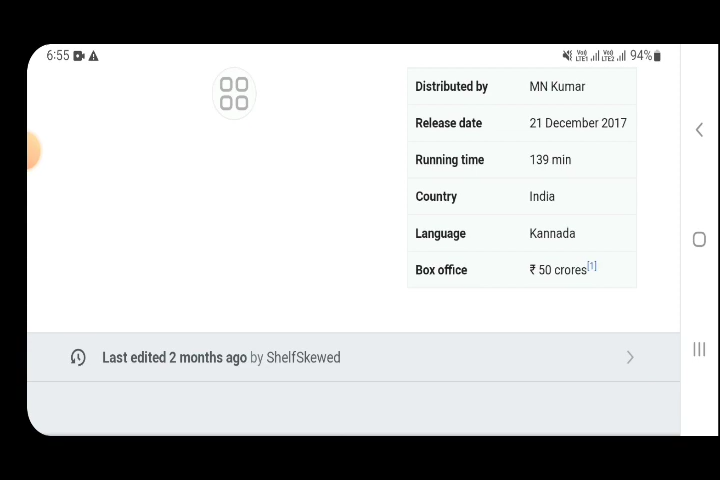 6:55 94%
Distributed by MN Kumar
Release date 21 December 2017
Running time 139 min
Country India
Language Kannada
Box office ₹ 50 crores[1]
Last edited 2 months ago by ShelfSkewed